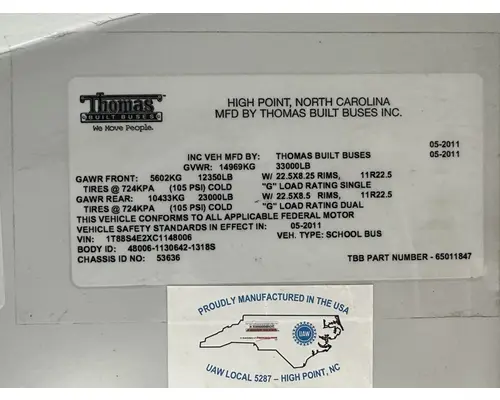 Thomas
BUILT BUSES
We Move People.
HIGH POINT, NORTH CAROLINA
MFD BY THOMAS BUILT BUSES INC.
05-2011
INC VEH MFD BY: THOMAS BUILT BUSES 05-2011
GVWR: 14969KG 33000LB
GAWR FRONT: 5602KG 12350LB W/ 22.5X8.25 RIMS, 11R22.5
TIRES @ 724KPA (105 PSI) COLD "G" LOAD RATING SINGLE
GAWR REAR: 10433KG 23000LB W/ 22.5X8.5 RIMS, 11R22.5
TIRES @ 724KPA (105 PSI) COLD "G" LOAD RATING DUAL
THIS VEHICLE CONFORMS TO ALL APPLICABLE FEDERAL MOTOR
VEHICLE SAFETY STANDARDS IN EFFECT IN: 05-2011
VIN: 1T88S4E2XC1148006 VEH. TYPE: SCHOOL BUS
BODY ID: 48006-1130642-1318S
CHASSIS ID NO: 53636 TBB PART NUMBER - 65011847
PROUDLY MANUFACTURED IN THE USA
UAW
UAW LOCAL 5287 – HIGH POINT, NC